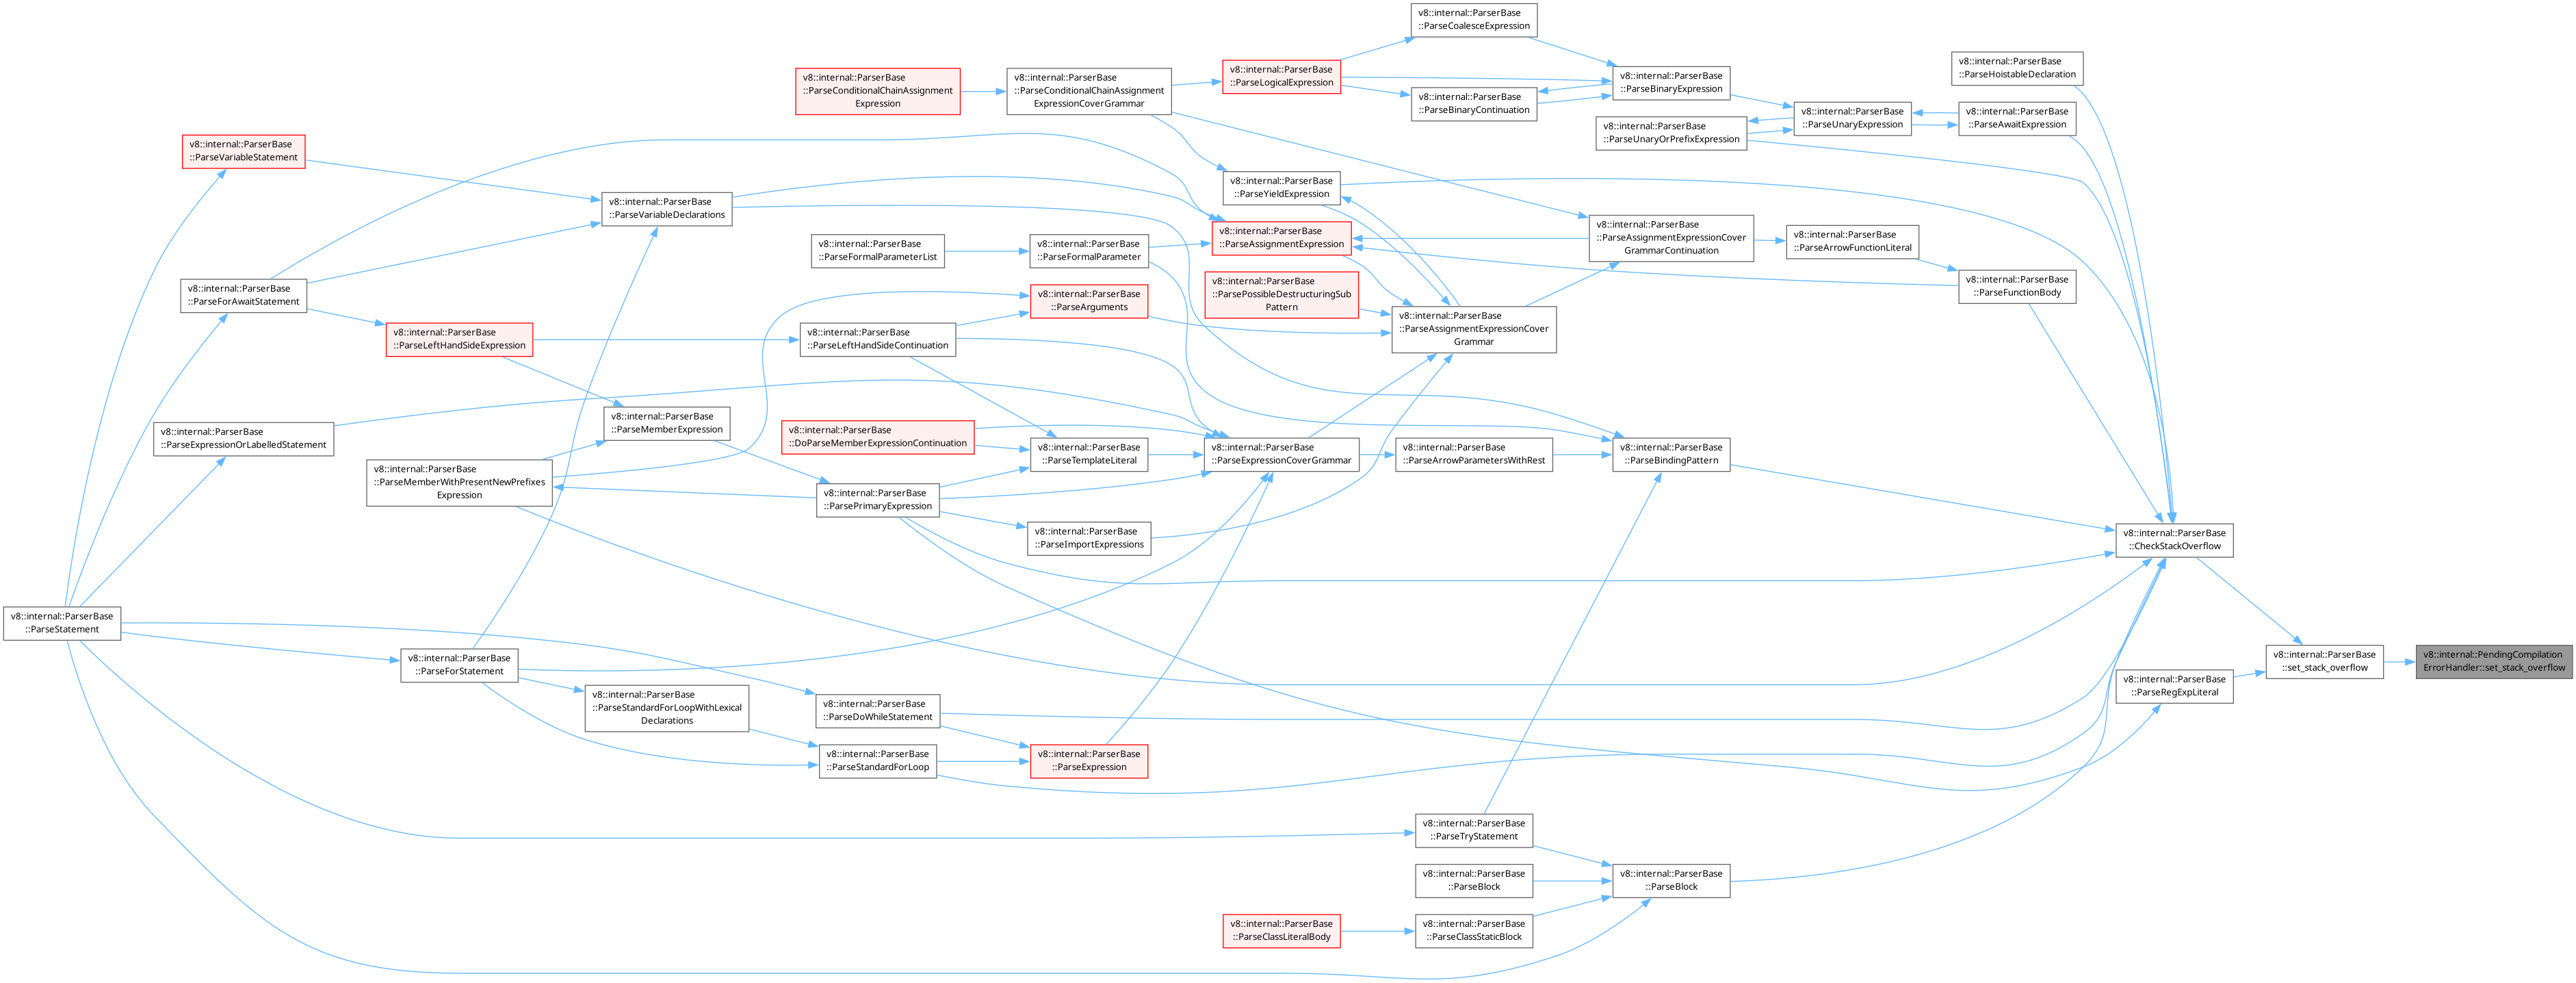 v8::internal::ParserBase
::ParseStatement
v8::internal::ParserBase
::ParseVariableStatement
v8::internal::ParserBase
::ParseForAwaitStatement
v8::internal::ParserBase
::ParseExpressionOrLabelledStatement
v8::internal::ParserBase
::ParseLeftHandSideExpression
v8::internal::ParserBase
::ParseMemberWithPresentNewPrefixes
Expression
v8::internal::ParserBase
::ParseForStatement
v8::internal::ParserBase
::ParseVariableDeclarations
v8::internal::ParserBase
::ParseMemberExpression
v8::internal::ParserBase
::ParseStandardForLoopWithLexical
Declarations
v8::internal::ParserBase
::ParseConditionalChainAssignment
Expression
v8::internal::ParserBase
::ParseFormalParameterList
v8::internal::ParserBase
::ParseLeftHandSideContinuation
v8::internal::ParserBase
::DoParseMemberExpressionContinuation
v8::internal::ParserBase
::ParsePrimaryExpression
v8::internal::ParserBase
::ParseDoWhileStatement
v8::internal::ParserBase
::ParseStandardForLoop
v8::internal::ParserBase
::ParseConditionalChainAssignment
ExpressionCoverGrammar
v8::internal::ParserBase
::ParseFormalParameter
v8::internal::ParserBase
::ParseArguments
v8::internal::ParserBase
::ParseTemplateLiteral
v8::internal::ParserBase
::ParseImportExpressions
v8::internal::ParserBase
::ParseExpression
v8::internal::ParserBase
::ParseLogicalExpression
v8::internal::ParserBase
::ParseYieldExpression
v8::internal::ParserBase
::ParseAssignmentExpression
v8::internal::ParserBase
::ParsePossibleDestructuringSub
Pattern
v8::internal::ParserBase
::ParseExpressionCoverGrammar
v8::internal::ParserBase
::ParseClassLiteralBody
v8::internal::ParserBase
::ParseCoalesceExpression
v8::internal::ParserBase
::ParseBinaryContinuation
v8::internal::ParserBase
::ParseAssignmentExpressionCover
Grammar
v8::internal::ParserBase
::ParseArrowParametersWithRest
v8::internal::ParserBase
::ParseTryStatement
v8::internal::ParserBase
::ParseBlock
v8::internal::ParserBase
::ParseClassStaticBlock
v8::internal::ParserBase
::ParseBinaryExpression
v8::internal::ParserBase
::ParseUnaryOrPrefixExpression
v8::internal::ParserBase
::ParseAssignmentExpressionCover
GrammarContinuation
v8::internal::ParserBase
::ParseBindingPattern
v8::internal::ParserBase
::ParseBlock
v8::internal::ParserBase
::ParseUnaryExpression
v8::internal::ParserBase
::ParseArrowFunctionLiteral
v8::internal::ParserBase
::ParseHoistableDeclaration
v8::internal::ParserBase
::ParseAwaitExpression
v8::internal::ParserBase
::ParseFunctionBody
v8::internal::ParserBase
::CheckStackOverflow
v8::internal::ParserBase
::ParseRegExpLiteral
v8::internal::ParserBase
::set_stack_overflow
v8::internal::PendingCompilation
ErrorHandler::set_stack_overflow